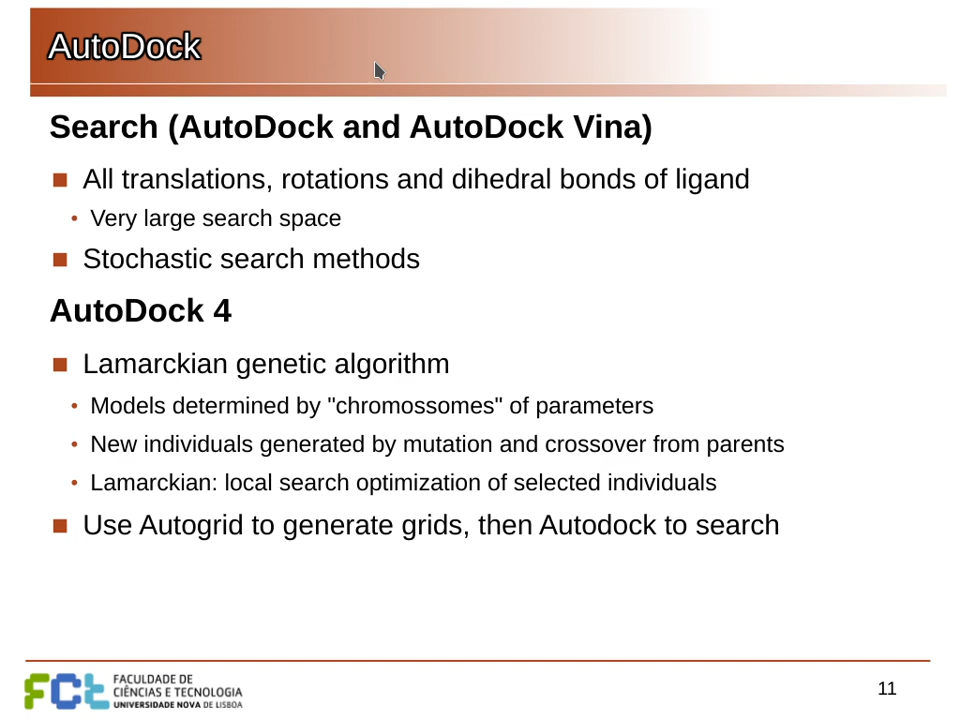 AutoDock
Search (AutoDock and AutoDock Vina)
All translations, rotations and dihedral bonds of ligand
Very large search space
Stochastic search methods
AutoDock 4
Lamarckian genetic algorithm
Models determined by "chromossomes" of parameters
New individuals generated by mutation and crossover from parents
Lamarckian: local search optimization of selected individuals
Use Autogrid to generate grids, then Autodock to search
FCt
FACULDADE DE
CIÊNCIAS E TECNOLOGIA
UNIVERSIDADE NOVA DE LISBOA
11